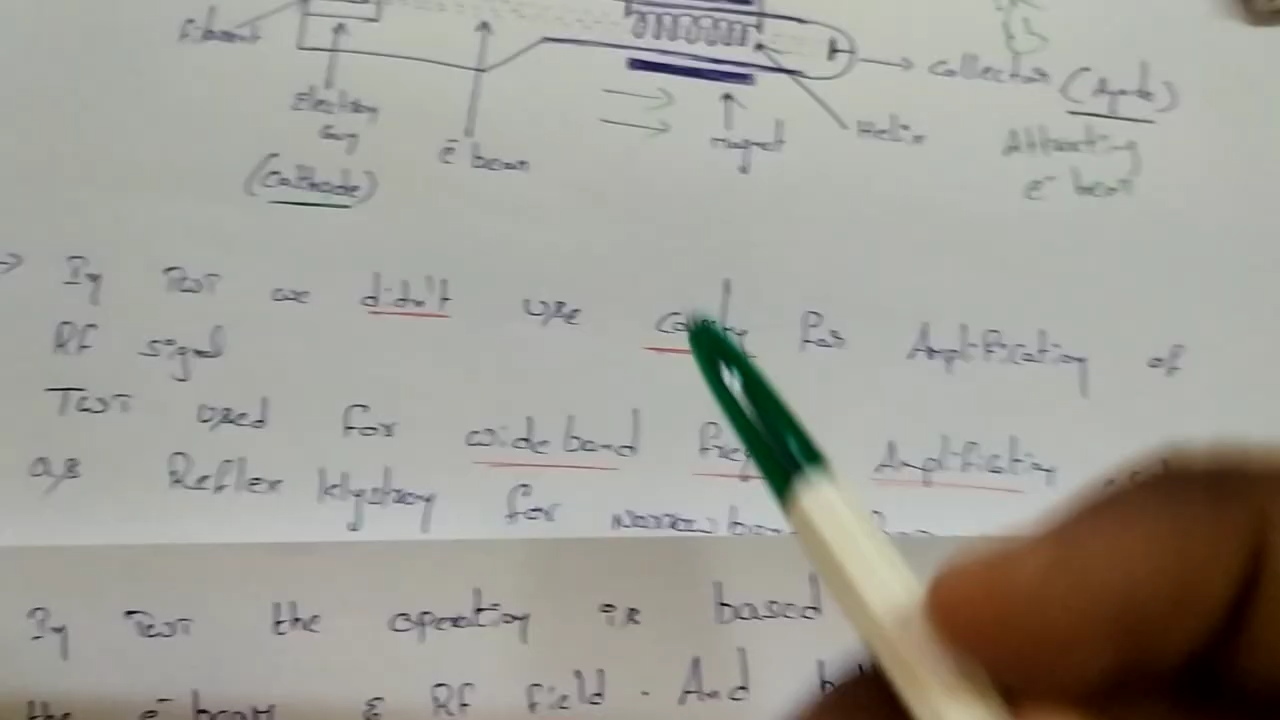 filament
Electron
Gun
(Cathode)
e̅ beam
magnet
Helix
Collector (Anode)
Attracting
e̅ beam
→ In TWT we didn't use cavity for Amplification of
RF signal
TWT used for wide band freq Amplification
as Reflex klystron for narrow
In TWT the operation is based
the e̅ beam & RF field. And